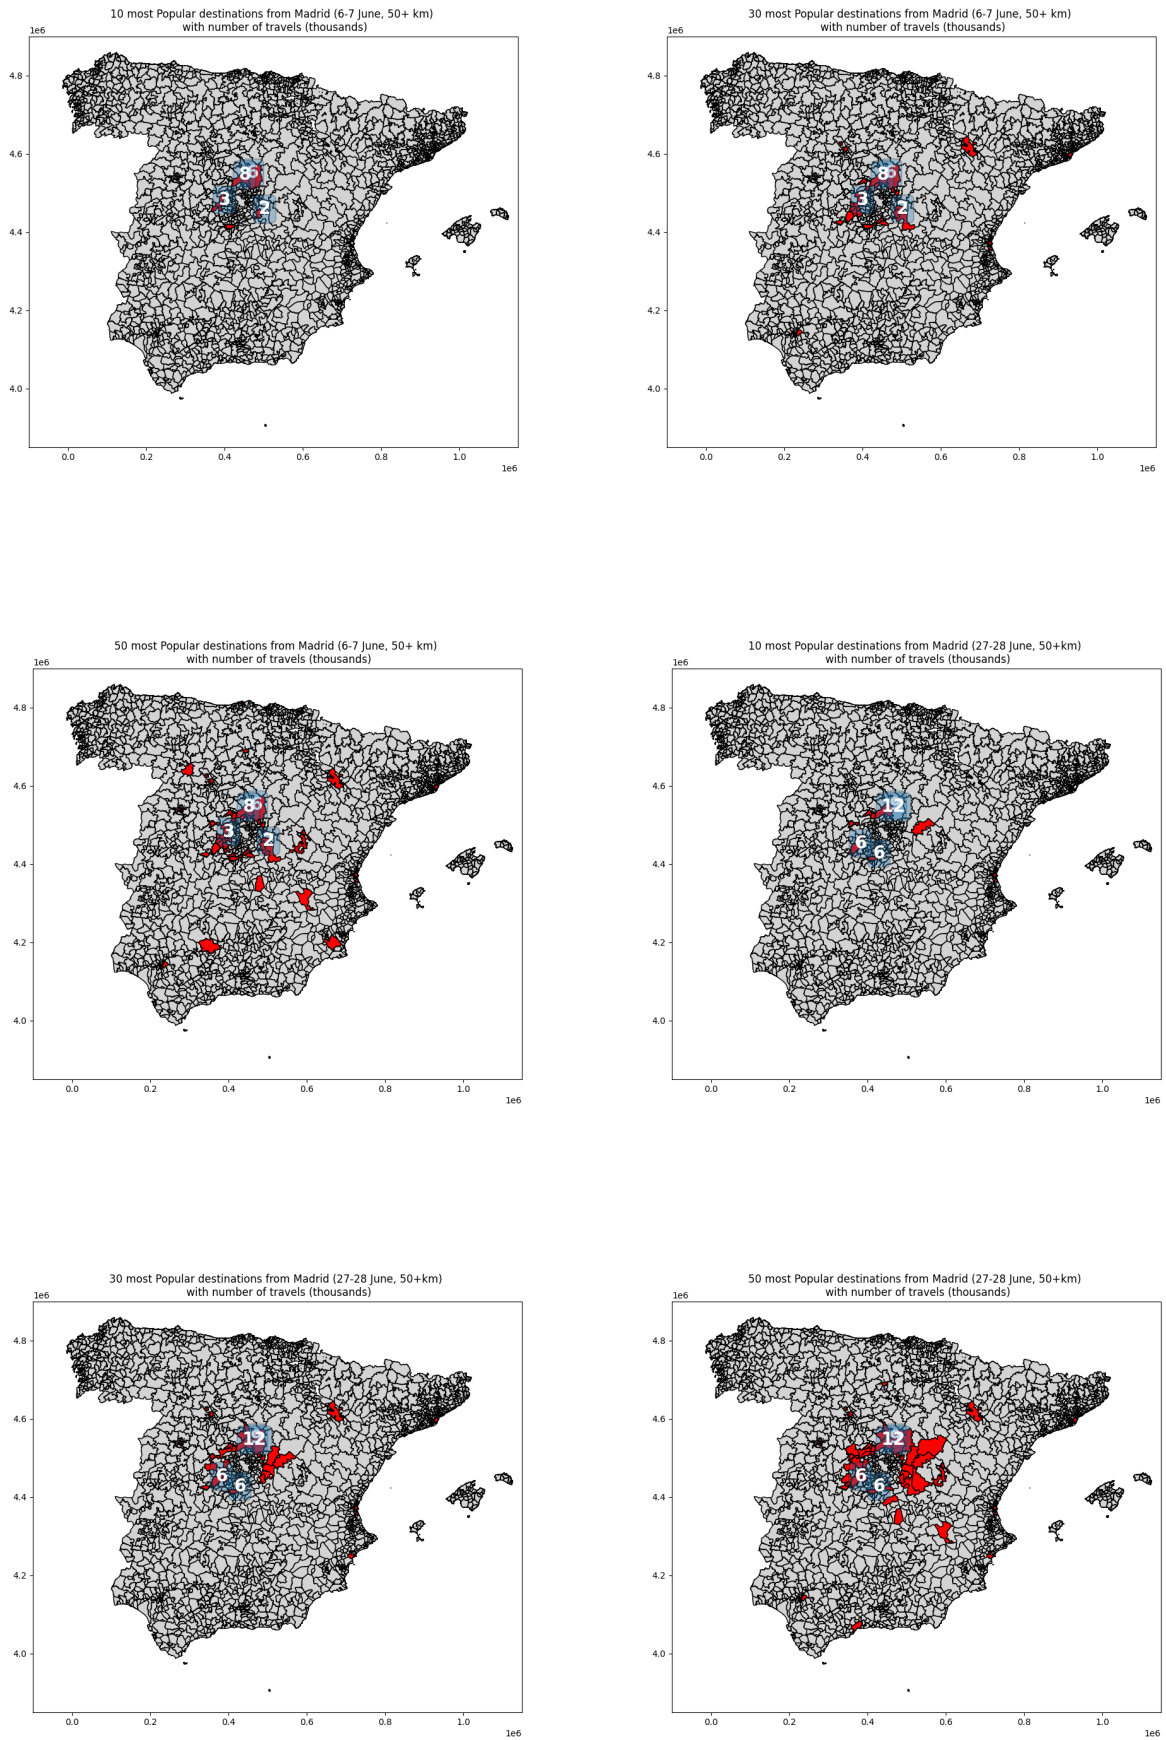 10 most Popular destinations from Madrid (6-7 June, 50+ km)
with number of travels (thousands)
1e6
4.8
4.6
4.4
4.2
4.0
8
3
2
0.0 0.2 0.4 0.6 0.8 1.0
1e6
30 most Popular destinations from Madrid (6-7 June, 50+ km)
with number of travels (thousands)
1e6
4.8
4.6
4.4
4.2
4.0
8
3
2
0.0 0.2 0.4 0.6 0.8 1.0
1e6
50 most Popular destinations from Madrid (6-7 June, 50+ km)
with number of travels (thousands)
1e6
4.8
4.6
4.4
4.2
4.0
8
3
2
0.0 0.2 0.4 0.6 0.8 1.0
1e6
10 most Popular destinations from Madrid (27-28 June, 50+km)
with number of travels (thousands)
1e6
4.8
4.6
4.4
4.2
4.0
12
6
6
0.0 0.2 0.4 0.6 0.8 1.0
1e6
30 most Popular destinations from Madrid (27-28 June, 50+km)
with number of travels (thousands)
1e6
4.8
4.6
4.4
4.2
4.0
12
6
6
0.0 0.2 0.4 0.6 0.8 1.0
1e6
50 most Popular destinations from Madrid (27-28 June, 50+km)
with number of travels (thousands)
1e6
4.8
4.6
4.4
4.2
4.0
12
6
6
0.0 0.2 0.4 0.6 0.8 1.0
1e6